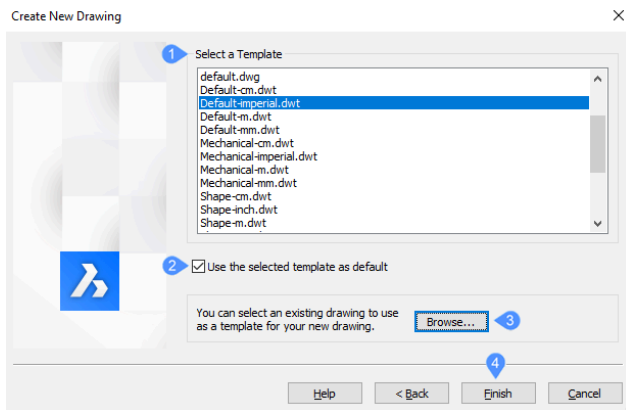 Create New Drawing
1
Select a Template
default.dwg
Default-cm.dwt
Default-imperial.dwt
Default-m.dwt
Default-mm.dwt
Mechanical-cm.dwt
Mechanical-imperial.dwt
Mechanical-m.dwt
Mechanical-mm.dwt
Shape-cm.dwt
Shape-inch.dwt
Shape-m.dwt
2
Use the selected template as default
You can select an existing drawing to use
as a template for your new drawing.
Browse...
3
4
Help
< Back
Finish
Cancel